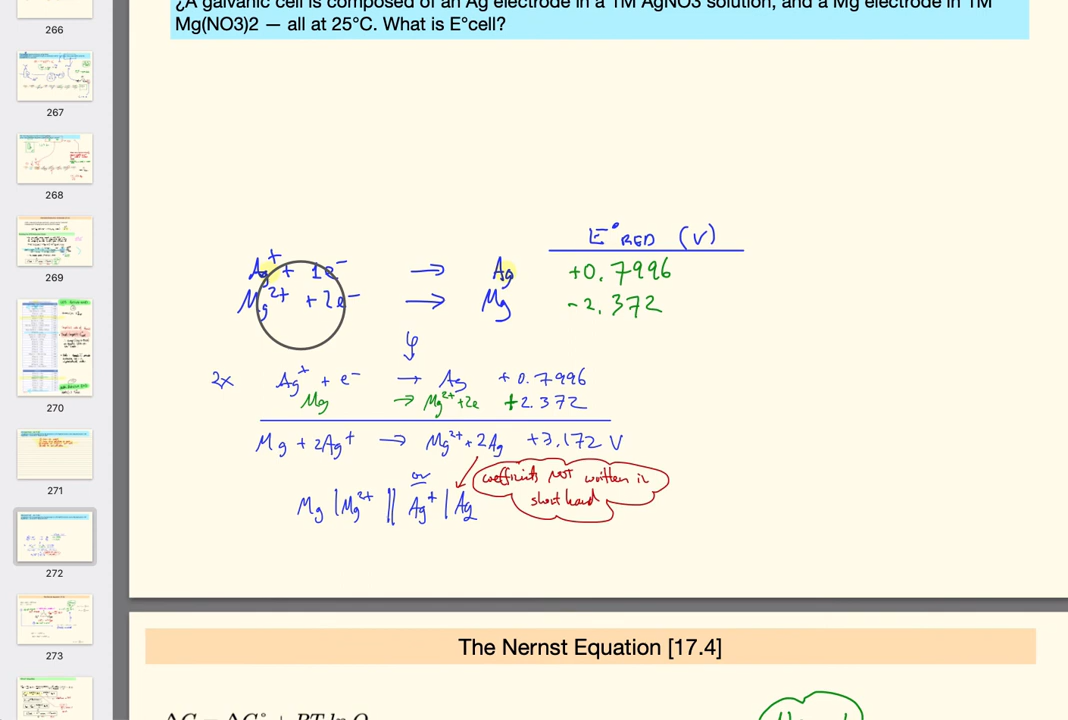 ¿A galvanic cell is composed of an Ag electrode in a 1M AgNO3 solution, and a Mg electrode in 1M
Mg(NO3)2 — all at 25°C. What is E°cell?
E°RED (V)
Ag⁺ + 1e⁻ → Ag +0.7996
Mg²⁺ + 2e⁻ → Mg -2.372
2x Ag⁺ + e⁻ → Ag +0.7996
Mg → Mg²⁺+2e +2.372
Mg + 2Ag⁺ → Mg²⁺+2Ag +3.172 V
or
coefficients not written in
short hand
Mg | Mg²⁺ || Ag⁺ | Ag
The Nernst Equation [17.4]
266
267
268
269
270
271
272
273